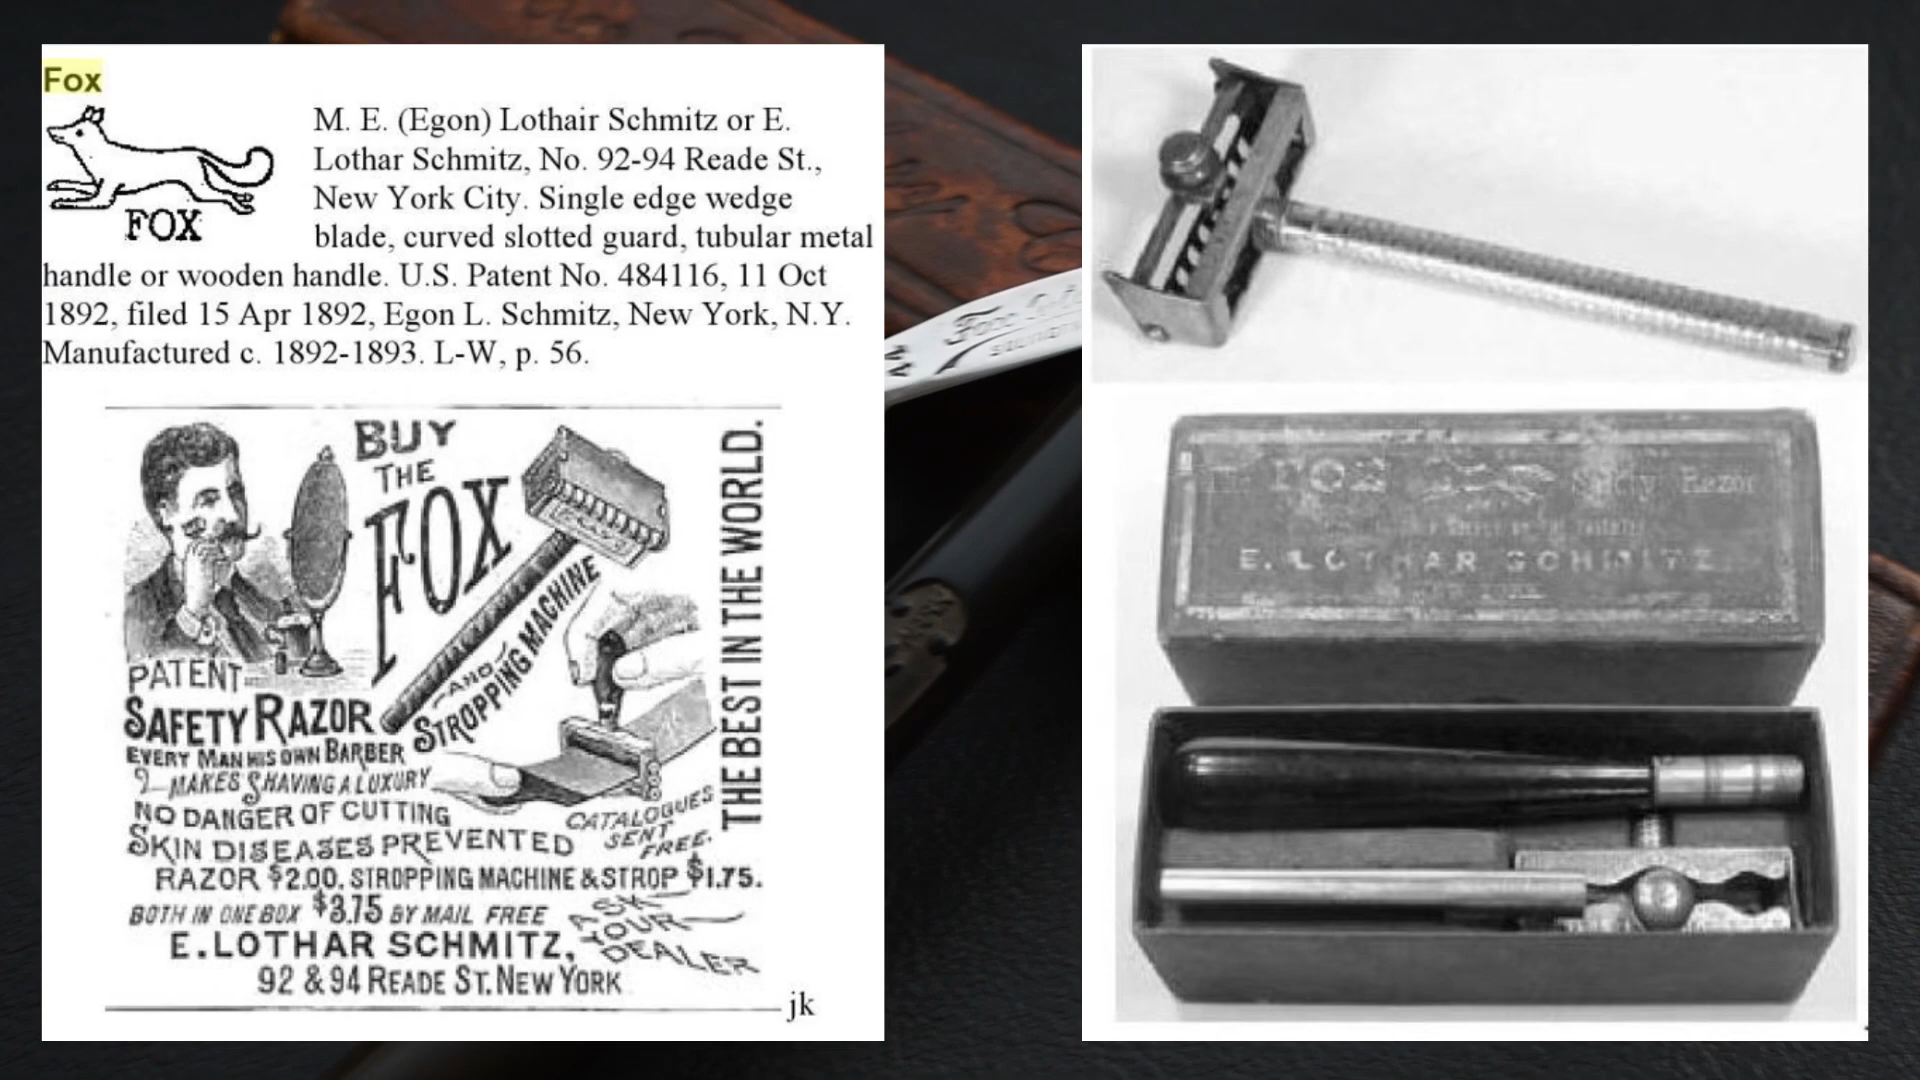 Fox
FOX
M. E. (Egon) Lothair Schmitz or E.
Lothar Schmitz, No. 92-94 Reade St.,
New York City. Single edge wedge
blade, curved slotted guard, tubular metal
handle or wooden handle. U.S. Patent No. 484116, 11 Oct
1892, filed 15 Apr 1892, Egon L. Schmitz, New York, N.Y.
Manufactured c. 1892-1893. L-W, p. 56.
BUY
THE
FOX
PATENT
SAFETY RAZOR
AND
STROPPING MACHINE
THE BEST IN THE WORLD.
EVERY MAN HIS OWN BARBER
MAKES SHAVING A LUXURY
NO DANGER OF CUTTING
SKIN DISEASES PREVENTED
CATALOGUES
SENT
FREE.
RAZOR $2.00. STROPPING MACHINE & STROP $1.75.
BOTH IN ONE BOX $3.75 BY MAIL FREE
ASK
YOUR
DEALER
E. LOTHAR SCHMITZ,
92 & 94 READE ST. NEW YORK
jk
FOX Safety Razor
E. LOTHAR SCHMITZ